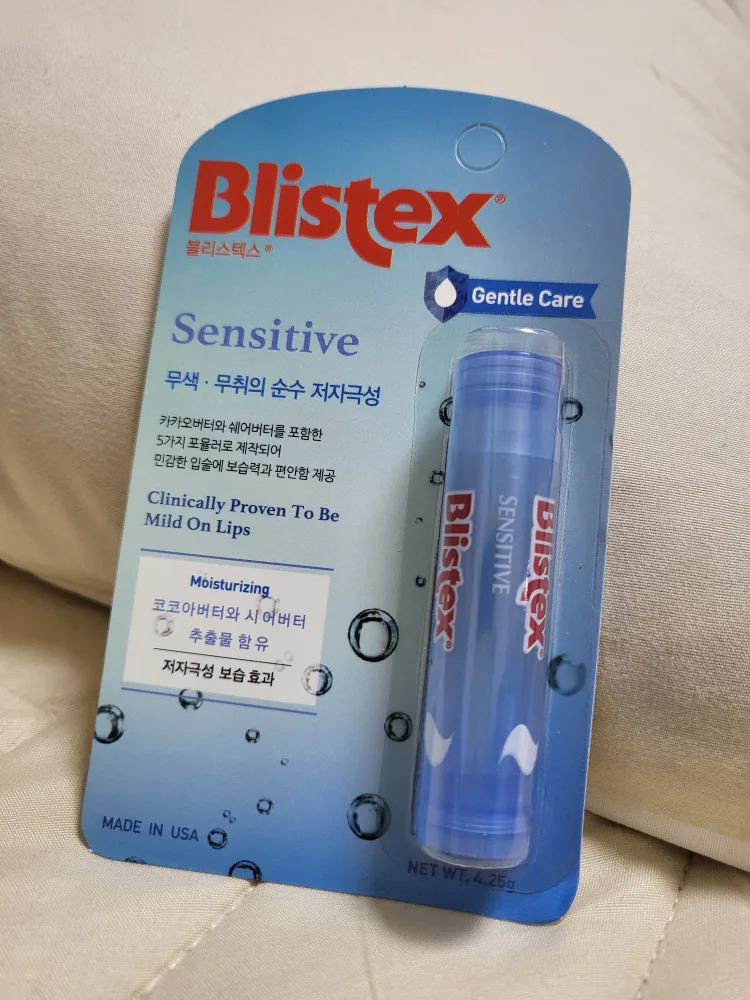 Blistex®
블리스텍스®
Gentle Care
Sensitive
무색·무취의 순수 저자극성
카카오버터와 쉐어버터를 포함한
5가지 포뮬러로 제작되어
민감한 입술에 보습력과 편안함 제공
Clinically Proven To Be
Mild On Lips
Moisturizing
코코아버터와 시어버터
추출물 함유
저자극성 보습 효과
Blistex
SENSITIVE
Blistex
MADE IN USA
NET WT. 4.25g